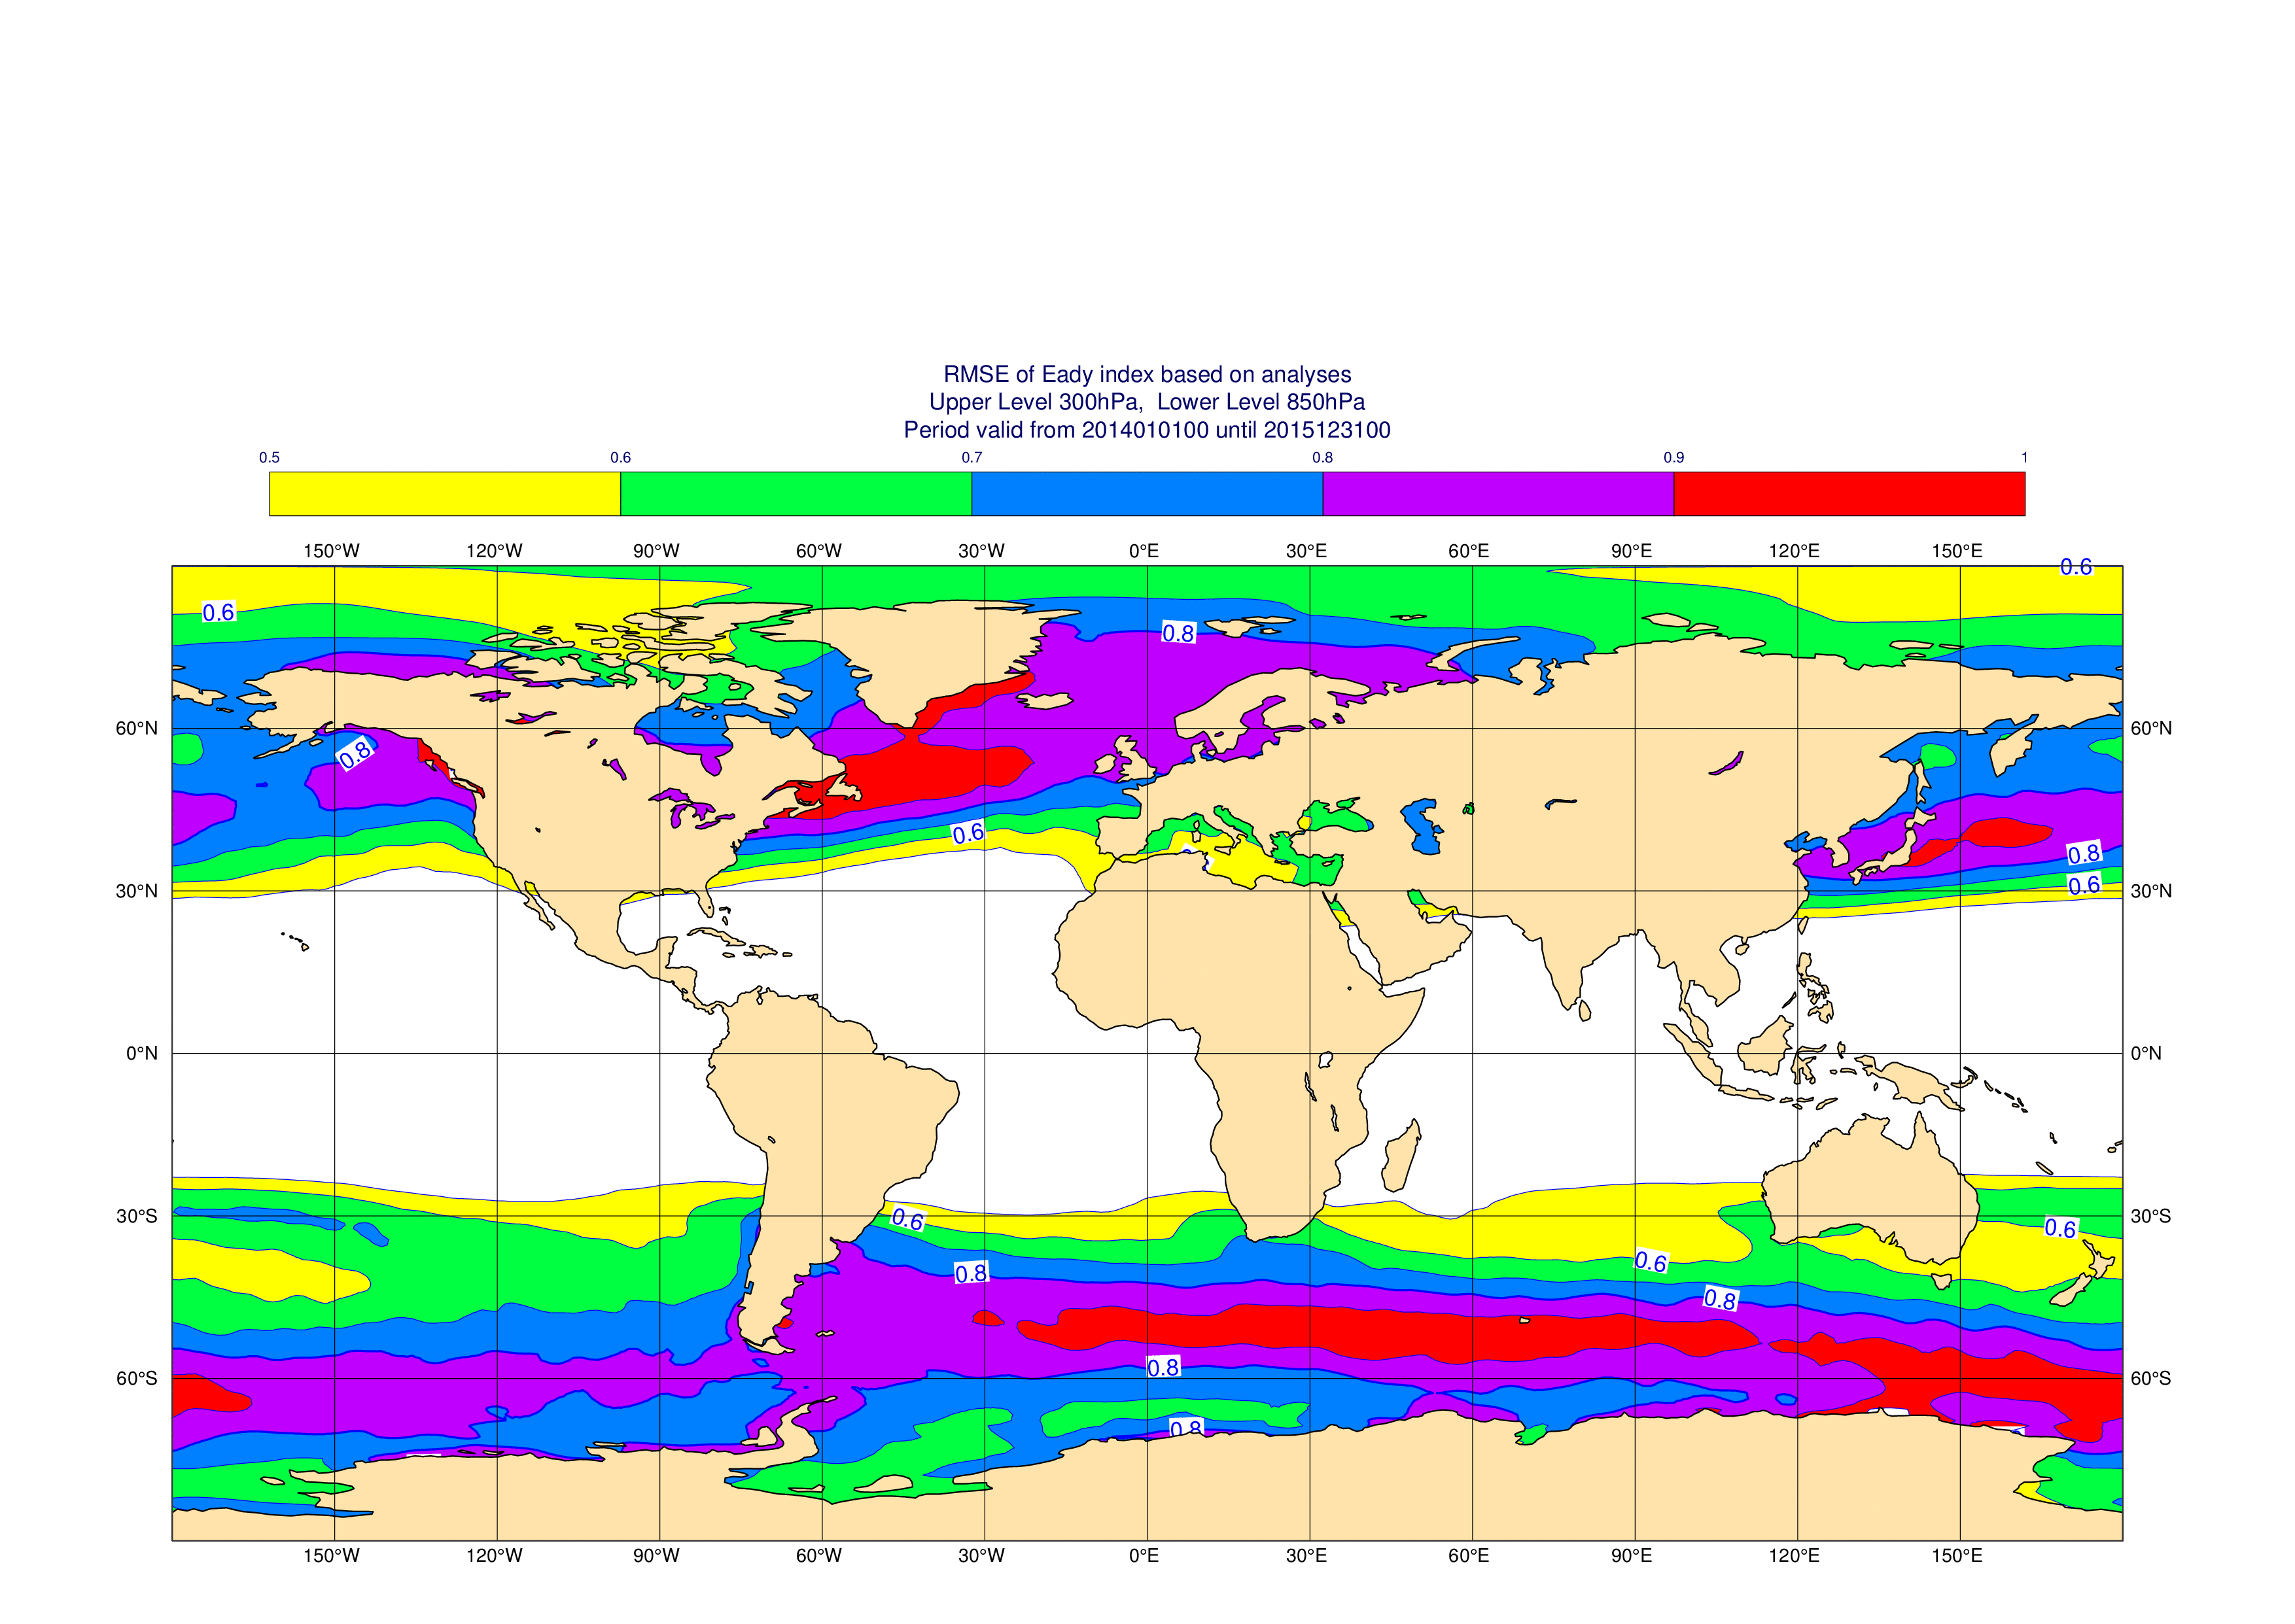 RMSE of Eady index based on analyses
Upper Level 300hPa, Lower Level 850hPa
Period valid from 2014010100 until 2015123100
0.5 0.6 0.7 0.8 0.9 1
150°W 120°W 90°W 60°W 30°W 0°E 30°E 60°E 90°E 120°E 150°E
0.6
0.6
0.8
60°N 60°N
0.8
0.6
0.8
0.6
30°N 30°N
0°N 0°N
30°S 30°S
0.6
0.6
0.6
0.8
0.8
0.8
60°S 60°S
0.8
150°W 120°W 90°W 60°W 30°W 0°E 30°E 60°E 90°E 120°E 150°E